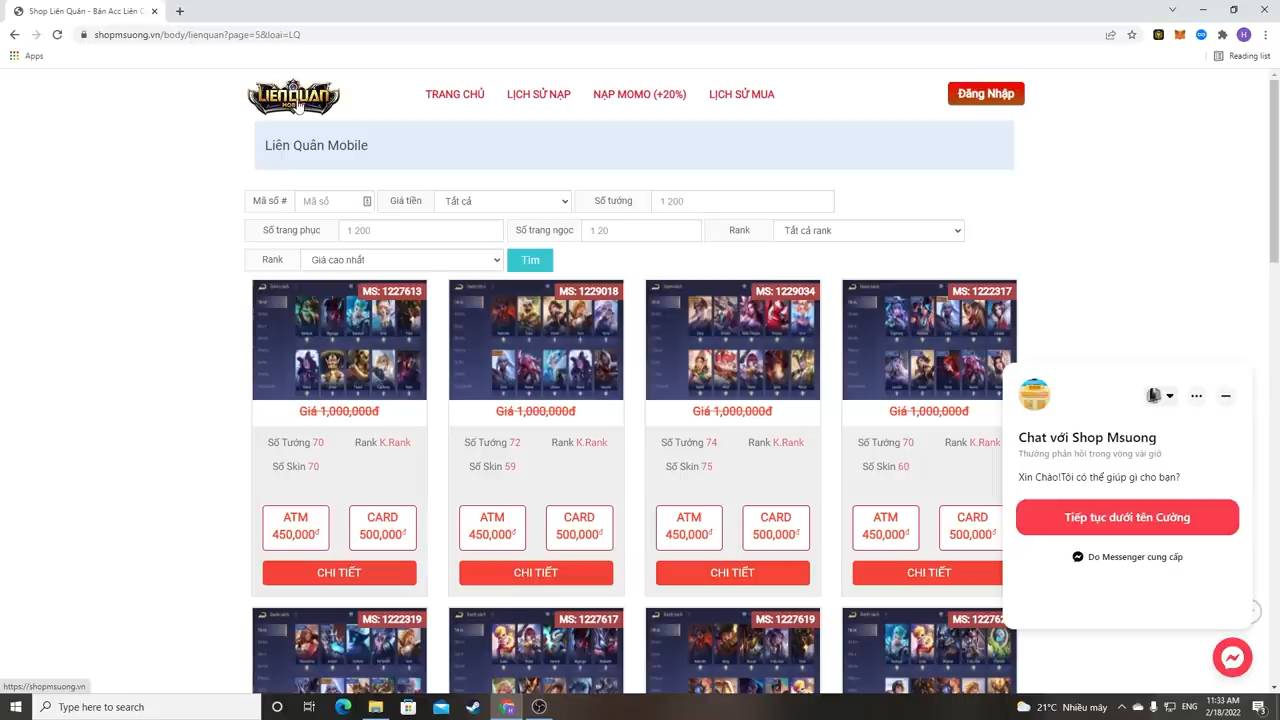 Shop Liên Quân - Bán Acc Liên C
shopmsuong.vn/body/lienquan?page=5&loai=LQ
Apps
Reading list
LIÊN QUÂN
TRANG CHỦ
LỊCH SỬ NẠP
NẠP MOMO (+20%)
LỊCH SỬ MUA
Đăng Nhập
Liên Quân Mobile
Mã số # Mã số Giá tiền Tất cả Số tướng 1 200
Số trang phục 1 200 Số trang ngọc 1 20 Rank Tất cả rank
Rank Giá cao nhất Tìm
MS: 1227613 MS: 1229018 MS: 1229034 MS: 1222317
Giá 1,000,000đ Giá 1,000,000đ Giá 1,000,000đ Giá 1,000,000đ
Số Tướng 70 Rank K.Rank Số Tướng 72 Rank K.Rank Số Tướng 74 Rank K.Rank Số Tướng 70 Rank K.Rank
Số Skin 70 Số Skin 59 Số Skin 75 Số Skin 60
ATM CARD ATM CARD ATM CARD ATM CARD
450,000đ 500,000đ 450,000đ 500,000đ 450,000đ 500,000đ 450,000đ 500,000đ
CHI TIẾT CHI TIẾT CHI TIẾT CHI TIẾT
MS: 1222319 MS: 1227617 MS: 1227619
Chat với Shop Msuong
Thường phản hồi trong vòng vài giờ
Xin Chào!Tôi có thể giúp gì cho bạn?
Tiếp tục dưới tên Cường
Do Messenger cung cấp
https://shopmsuong.vn
Type here to search
21°C Nhiều mây
11:33 AM
2/18/2022